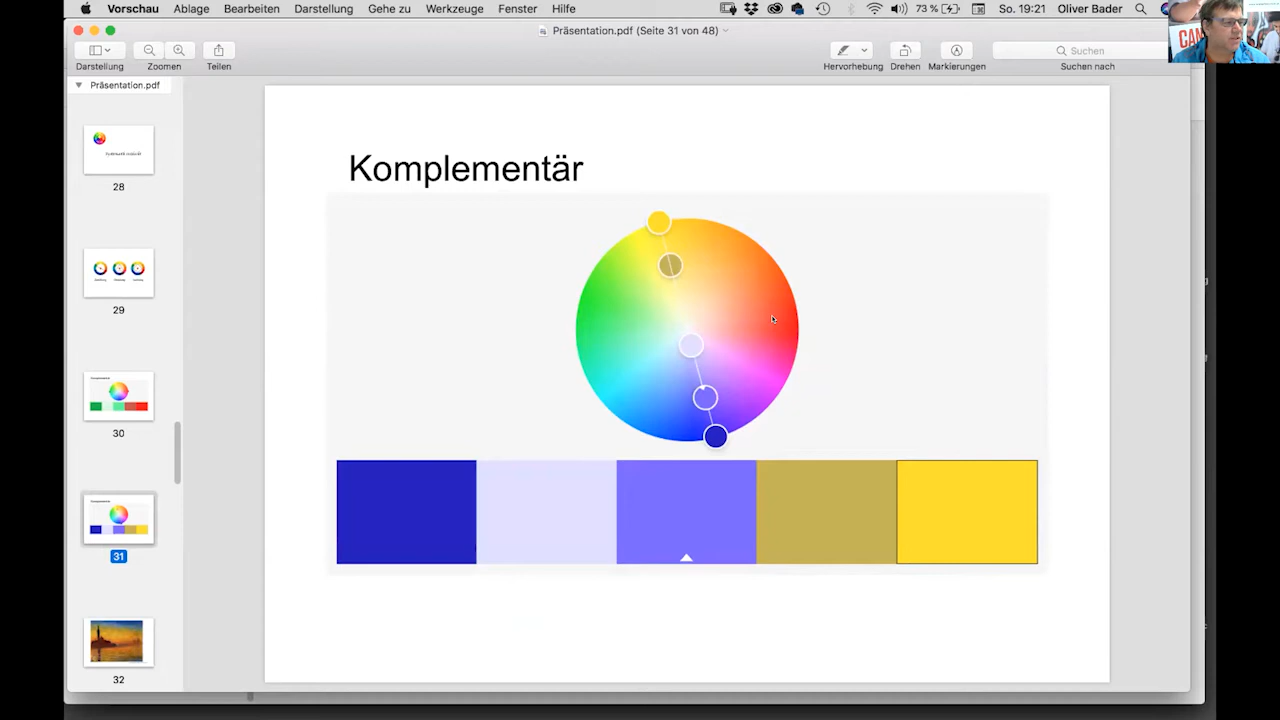 Vorschau Ablage Bearbeiten Darstellung Gehe zu Werkzeuge Fenster Hilfe 73 % So. 19:21 Oliver Bader
Präsentation.pdf (Seite 31 von 48)
Darstellung Zoomen Teilen Hervorhebung Drehen Markierungen Suchen
Suchen nach
Präsentation.pdf
28
29
30
31
32
Komplementär